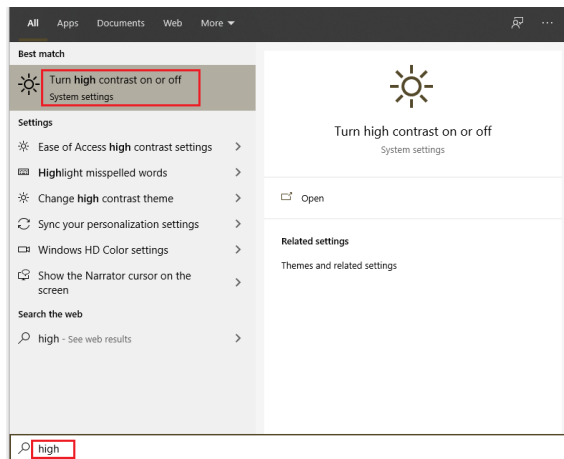 All Apps Documents Web More
Best match
Turn high contrast on or off
System settings
Settings
Ease of Access high contrast settings
Highlight misspelled words
Change high contrast theme
Sync your personalization settings
Windows HD Color settings
Show the Narrator cursor on the
screen
Search the web
high - See web results
Turn high contrast on or off
System settings
Open
Related settings
Themes and related settings
high